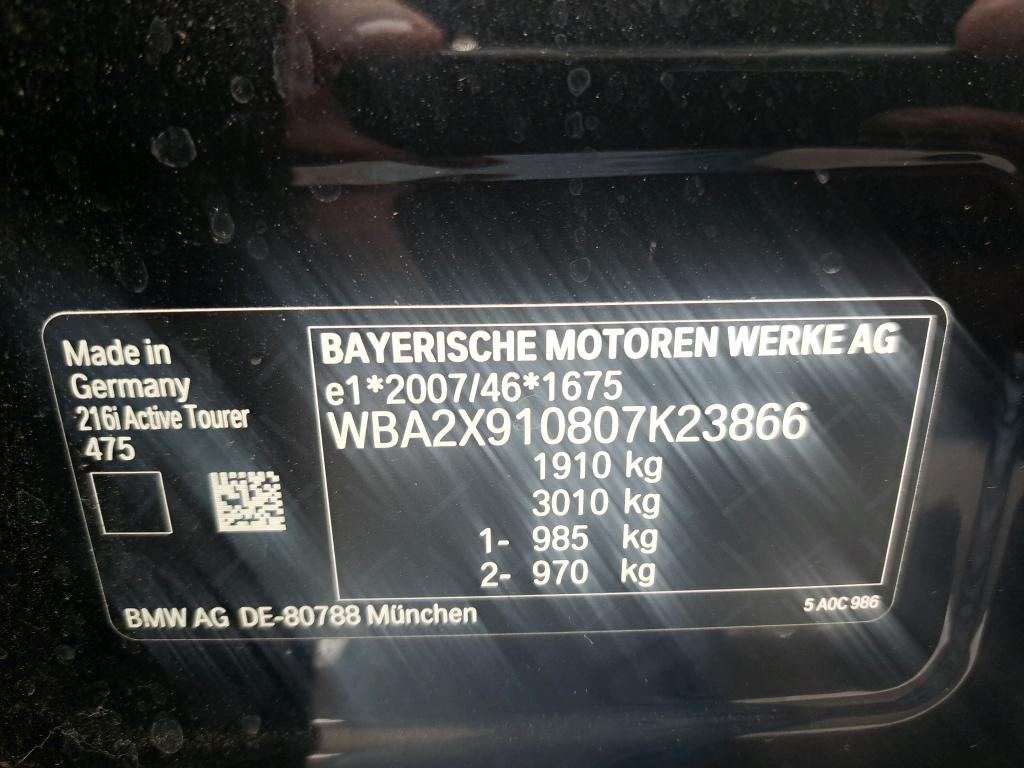 Made in
Germany
216i Active Tourer
475
BAYERISCHE MOTOREN WERKE AG
e1*2007/46*1675
WBA2X910807K23866
1910 kg
3010 kg
1- 985 kg
2- 970 kg
BMW AG DE-80788 München
5 A0C 986